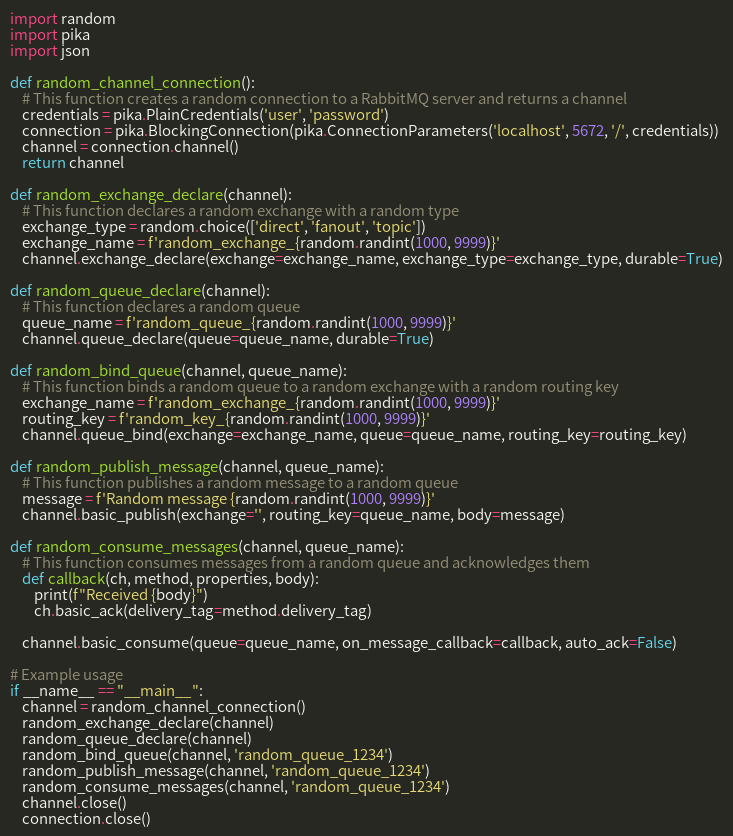 import random
import pika
import json

def random_channel_connection():
    # This function creates a random connection to a RabbitMQ server and returns a channel
    credentials = pika.PlainCredentials('user', 'password')
    connection = pika.BlockingConnection(pika.ConnectionParameters('localhost', 5672, '/', credentials))
    channel = connection.channel()
    return channel

def random_exchange_declare(channel):
    # This function declares a random exchange with a random type
    exchange_type = random.choice(['direct', 'fanout', 'topic'])
    exchange_name = f'random_exchange_{random.randint(1000, 9999)}'
    channel.exchange_declare(exchange=exchange_name, exchange_type=exchange_type, durable=True)

def random_queue_declare(channel):
    # This function declares a random queue
    queue_name = f'random_queue_{random.randint(1000, 9999)}'
    channel.queue_declare(queue=queue_name, durable=True)

def random_bind_queue(channel, queue_name):
    # This function binds a random queue to a random exchange with a random routing key
    exchange_name = f'random_exchange_{random.randint(1000, 9999)}'
    routing_key = f'random_key_{random.randint(1000, 9999)}'
    channel.queue_bind(exchange=exchange_name, queue=queue_name, routing_key=routing_key)

def random_publish_message(channel, queue_name):
    # This function publishes a random message to a random queue
    message = f'Random message {random.randint(1000, 9999)}'
    channel.basic_publish(exchange='', routing_key=queue_name, body=message)

def random_consume_messages(channel, queue_name):
    # This function consumes messages from a random queue and acknowledges them
    def callback(ch, method, properties, body):
        print(f"Received {body}")
        ch.basic_ack(delivery_tag=method.delivery_tag)

    channel.basic_consume(queue=queue_name, on_message_callback=callback, auto_ack=False)

# Example usage
if __name__ == "__main__":
    channel = random_channel_connection()
    random_exchange_declare(channel)
    random_queue_declare(channel)
    random_bind_queue(channel, 'random_queue_1234')
    random_publish_message(channel, 'random_queue_1234')
    random_consume_messages(channel, 'random_queue_1234')
    channel.close()
    connection.close()